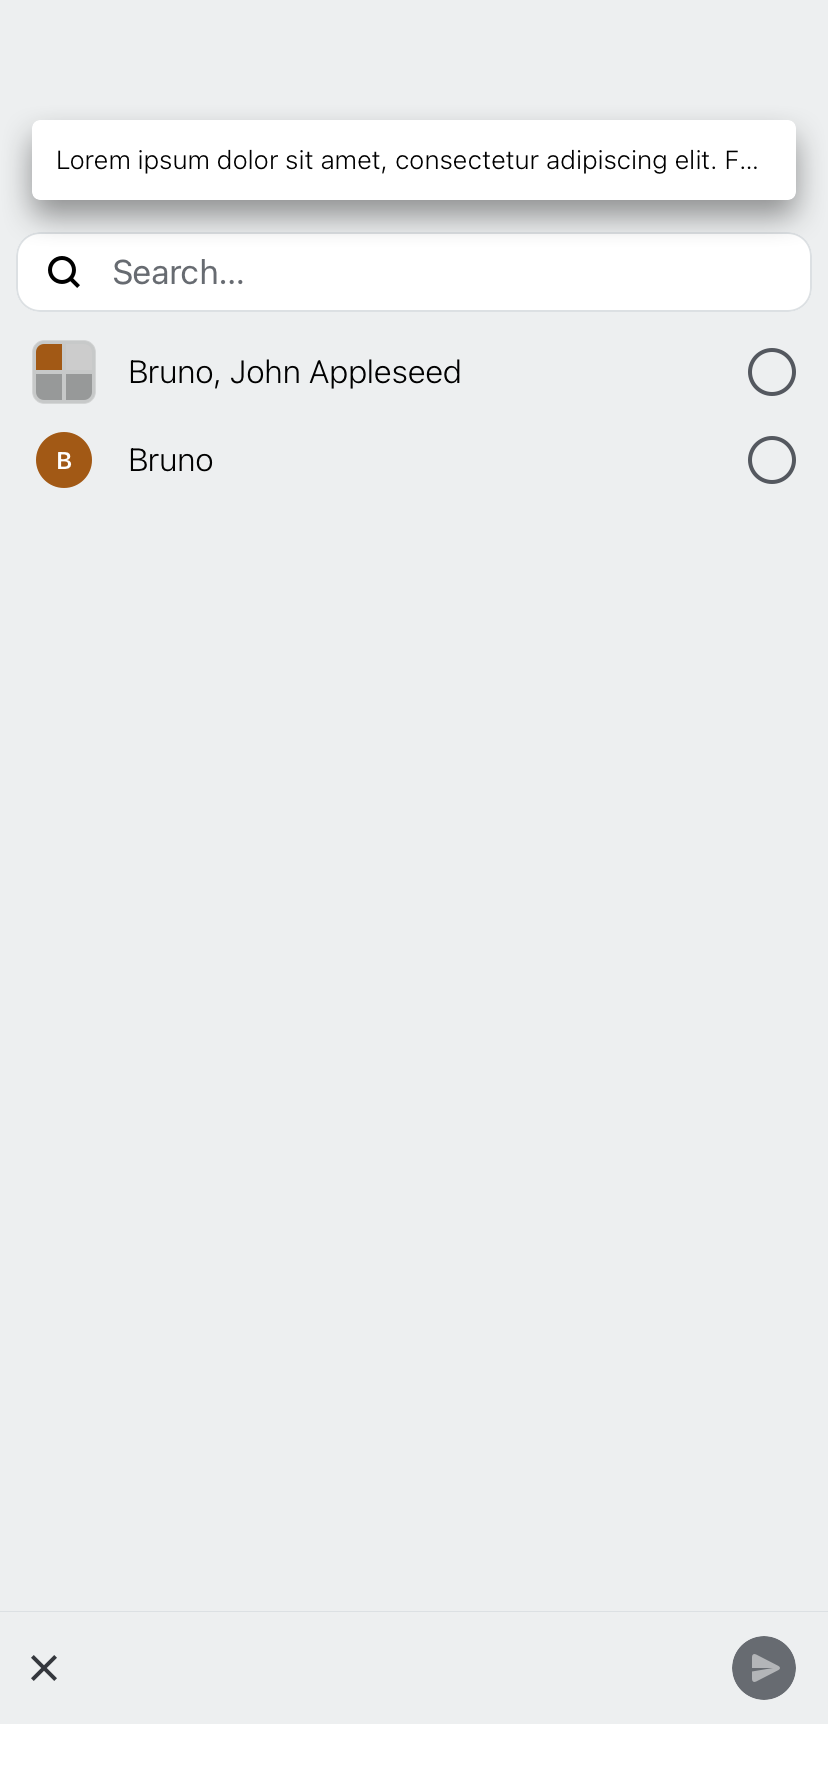 Lorem ipsum dolor sit amet, consectetur adipiscing elit. F...
Search...
Bruno, John Appleseed
B
Bruno